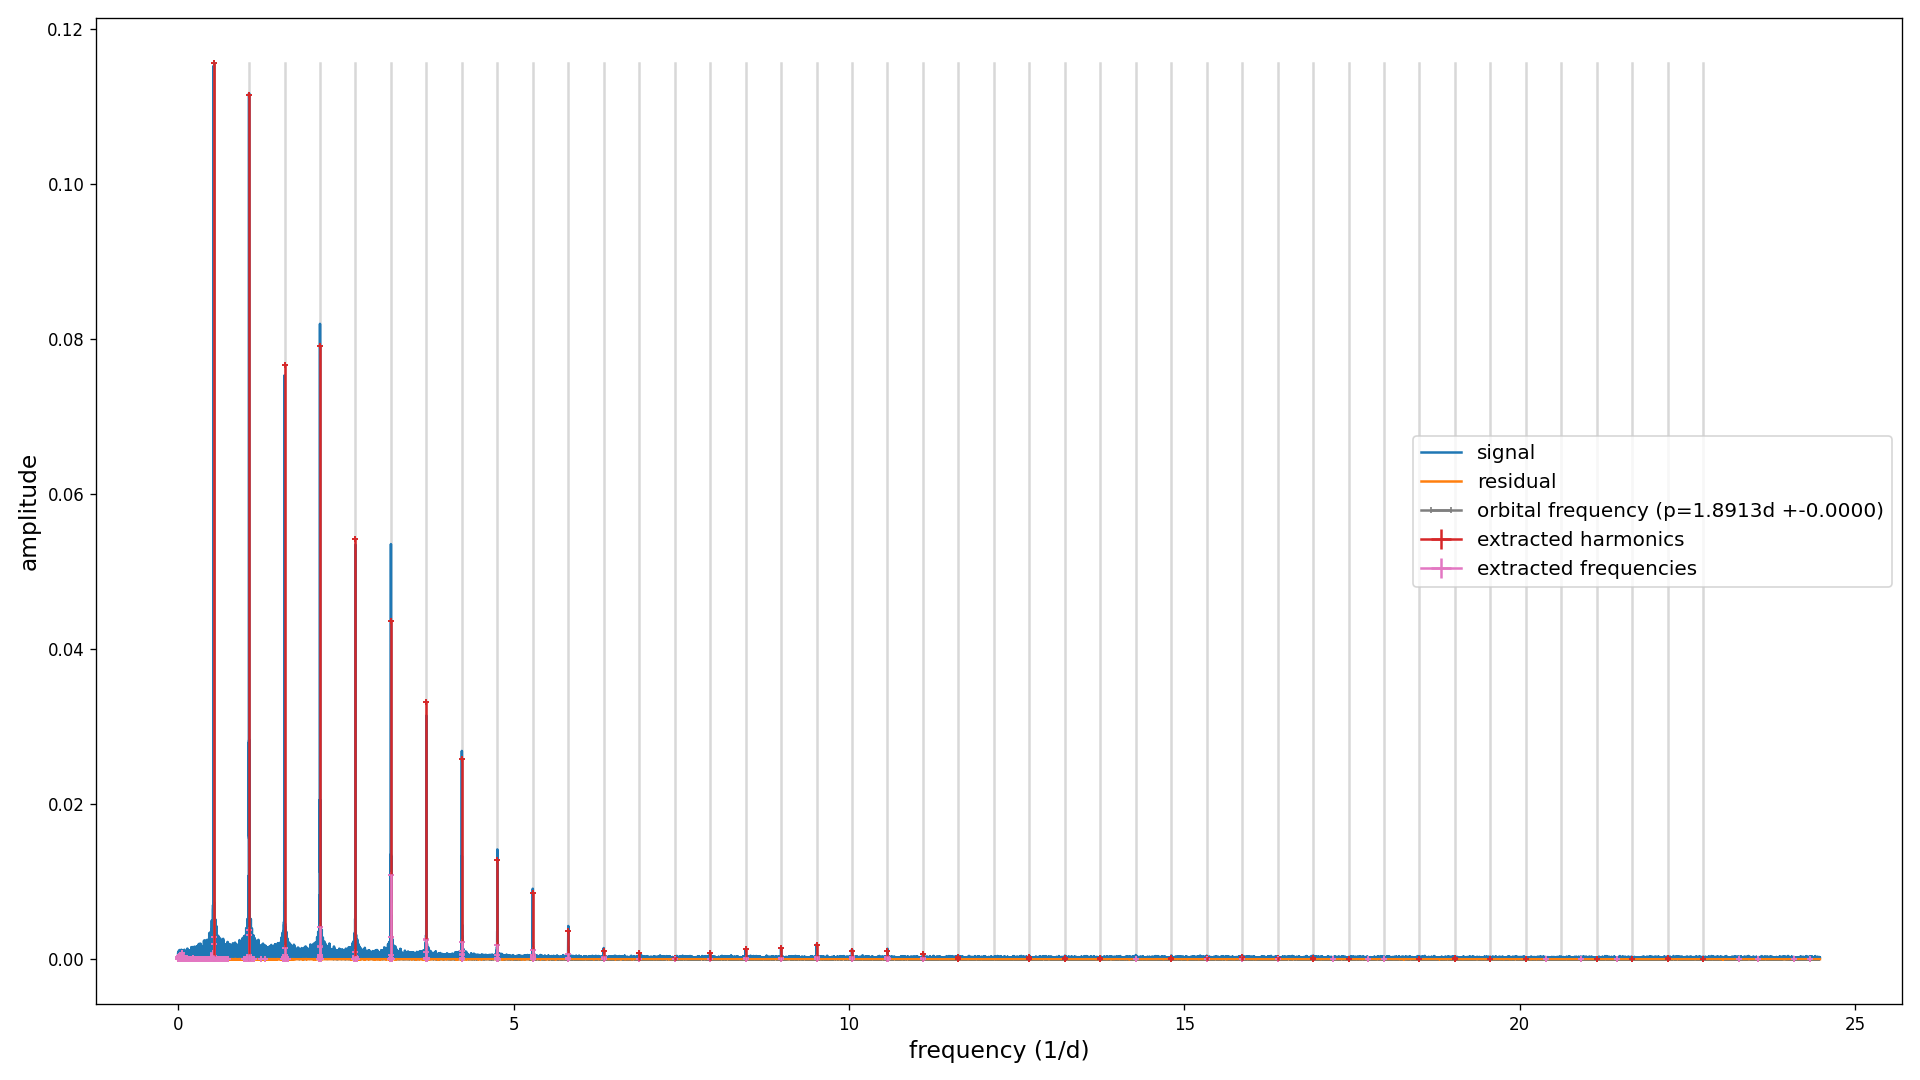 0.12
0.10
0.08
0.06
0.04
0.02
0.00
amplitude
signal
residual
orbital frequency (p=1.8913d +-0.0000)
extracted harmonics
extracted frequencies
0 5 10 15 20 25
frequency (1/d)